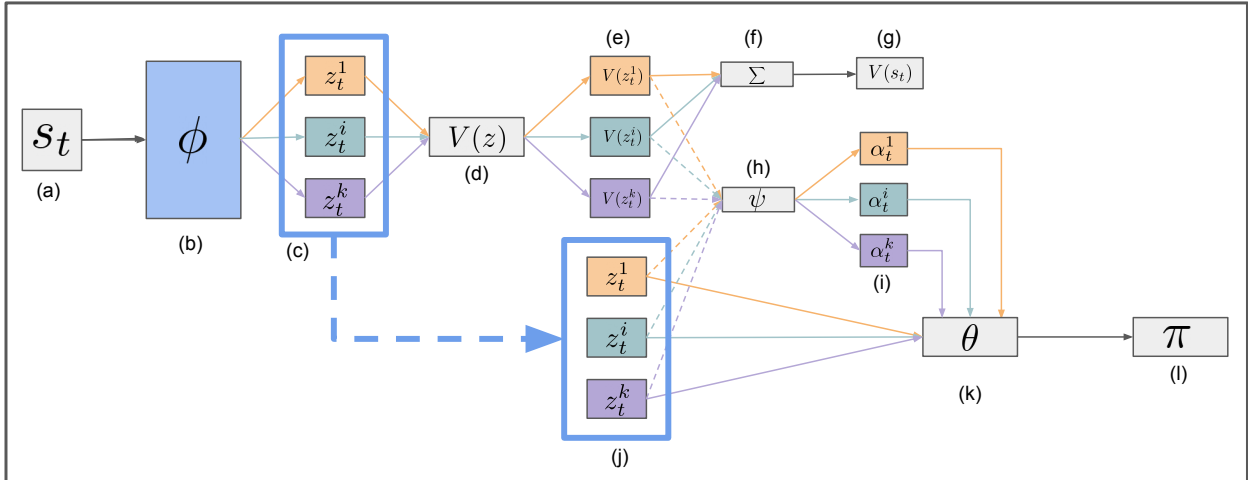 s_t
(a)
ϕ
(b)
z_t^1
z_t^i
z_t^k
(c)
V(z)
(d)
(e)
V(z_t^1)
V(z_t^i)
V(z_t^k)
(f)
Σ
(g)
V(s_t)
(h)
ψ
α_t^1
α_t^i
α_t^k
(i)
z_t^1
z_t^i
z_t^k
(j)
θ
(k)
π
(l)